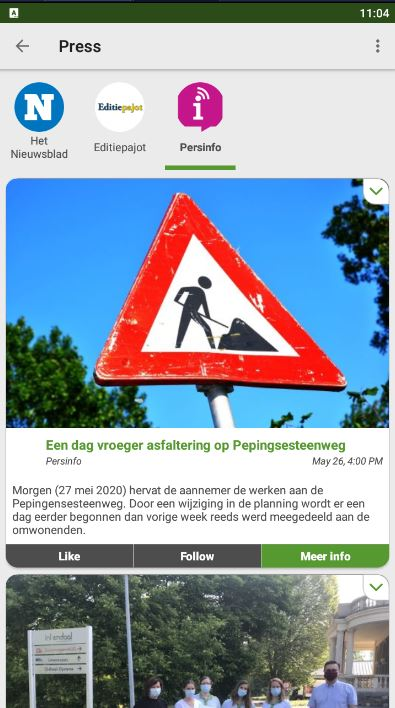 A
11:04
Press
N
Editiepajot
i
Het
Nieuwsblad
Editiepajot
Persinfo
Een dag vroeger asfaltering op Pepingsesteenweg
Persinfo
May 26, 4:00 PM
Morgen (27 mei 2020) hervat de aannemer de werken aan de
Pepingensesteenweg. Door een wijziging in de planning wordt er een
dag eerder begonnen dan vorige week reeds werd meegedeeld aan de
omwonenden.
Like
Follow
Meer info